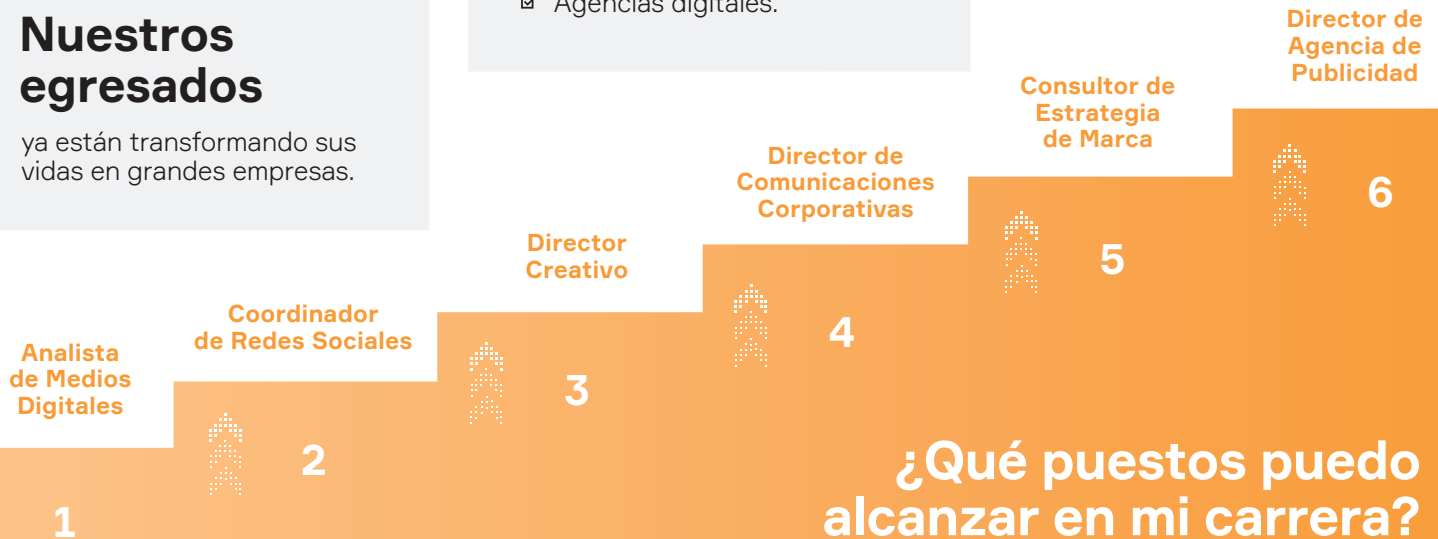 Nuestros
egresados
ya están transformando sus
vidas en grandes empresas.
Agencias digitales.
Analista
de Medios
Digitales
1
Coordinador
de Redes Sociales
2
Director
Creativo
3
Director de
Comunicaciones
Corporativas
4
Consultor de
Estrategia
de Marca
5
Director de
Agencia de
Publicidad
6
¿Qué puestos puedo
alcanzar en mi carrera?